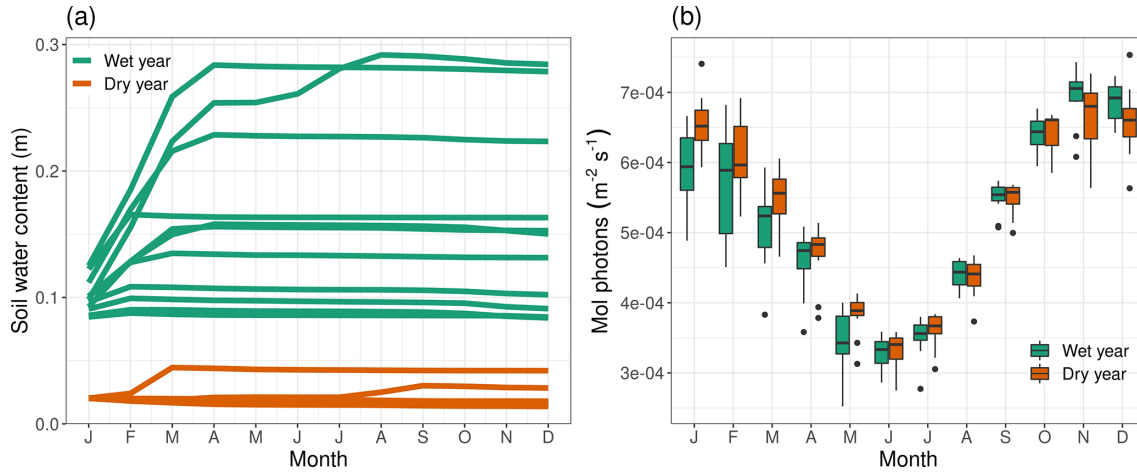 (a)
Soil water content (m)
0.3
0.2
0.1
0.0
Wet year
Dry year
J F M A M J J A S O N D
Month
(b)
Mol photons (m⁻² s⁻¹)
7e-04
6e-04
5e-04
4e-04
3e-04
Wet year
Dry year
J F M A M J J A S O N D
Month